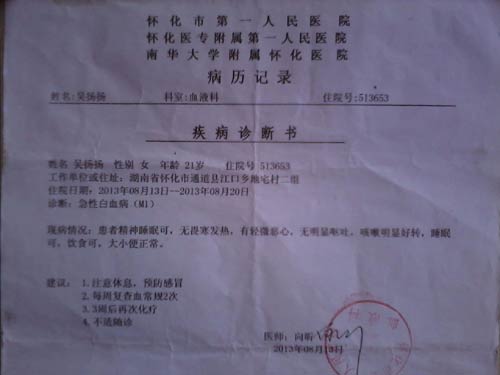 怀化市第一人民医院
怀化医专附属第一人民医院
南华大学附属怀化医院
病历记录
姓名:吴扬扬 科室:血液科 住院号:513653
疾病诊断书
姓名 吴扬扬 性别 女 年龄 21岁 住院号 513653
工作单位或住址: 湖南省怀化市通道县江口乡地宅村二组
住院日期: 2013年08月13日--2013年08月20日
诊断: 急性白血病 (M1)
现病情况: 患者精神睡眠可, 无畏寒发热, 有轻微恶心, 无明显呕吐, 咳嗽明显好转, 睡眠
可, 饮食可, 大小便正常。
建议: 1.注意休息, 预防感冒
2.每周复查血常规2次
3.3周后再次化疗
4.不适随诊
医师: 向昕
2013年08月13日